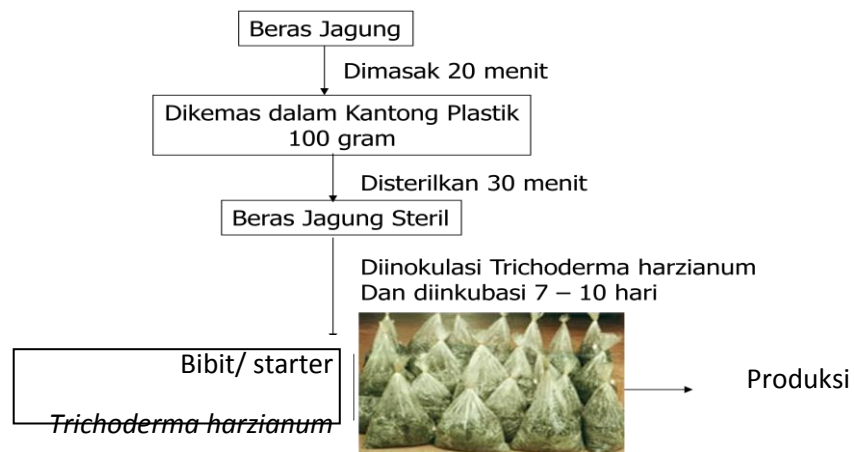 Beras Jagung
Dimasak 20 menit
Dikemas dalam Kantong Plastik
100 gram
Disterilkan 30 menit
Beras Jagung Steril
Diinokulasi Trichoderma harzianum
Dan diinkubasi 7 – 10 hari
Bibit/ starter
Trichoderma harzianum
Produksi